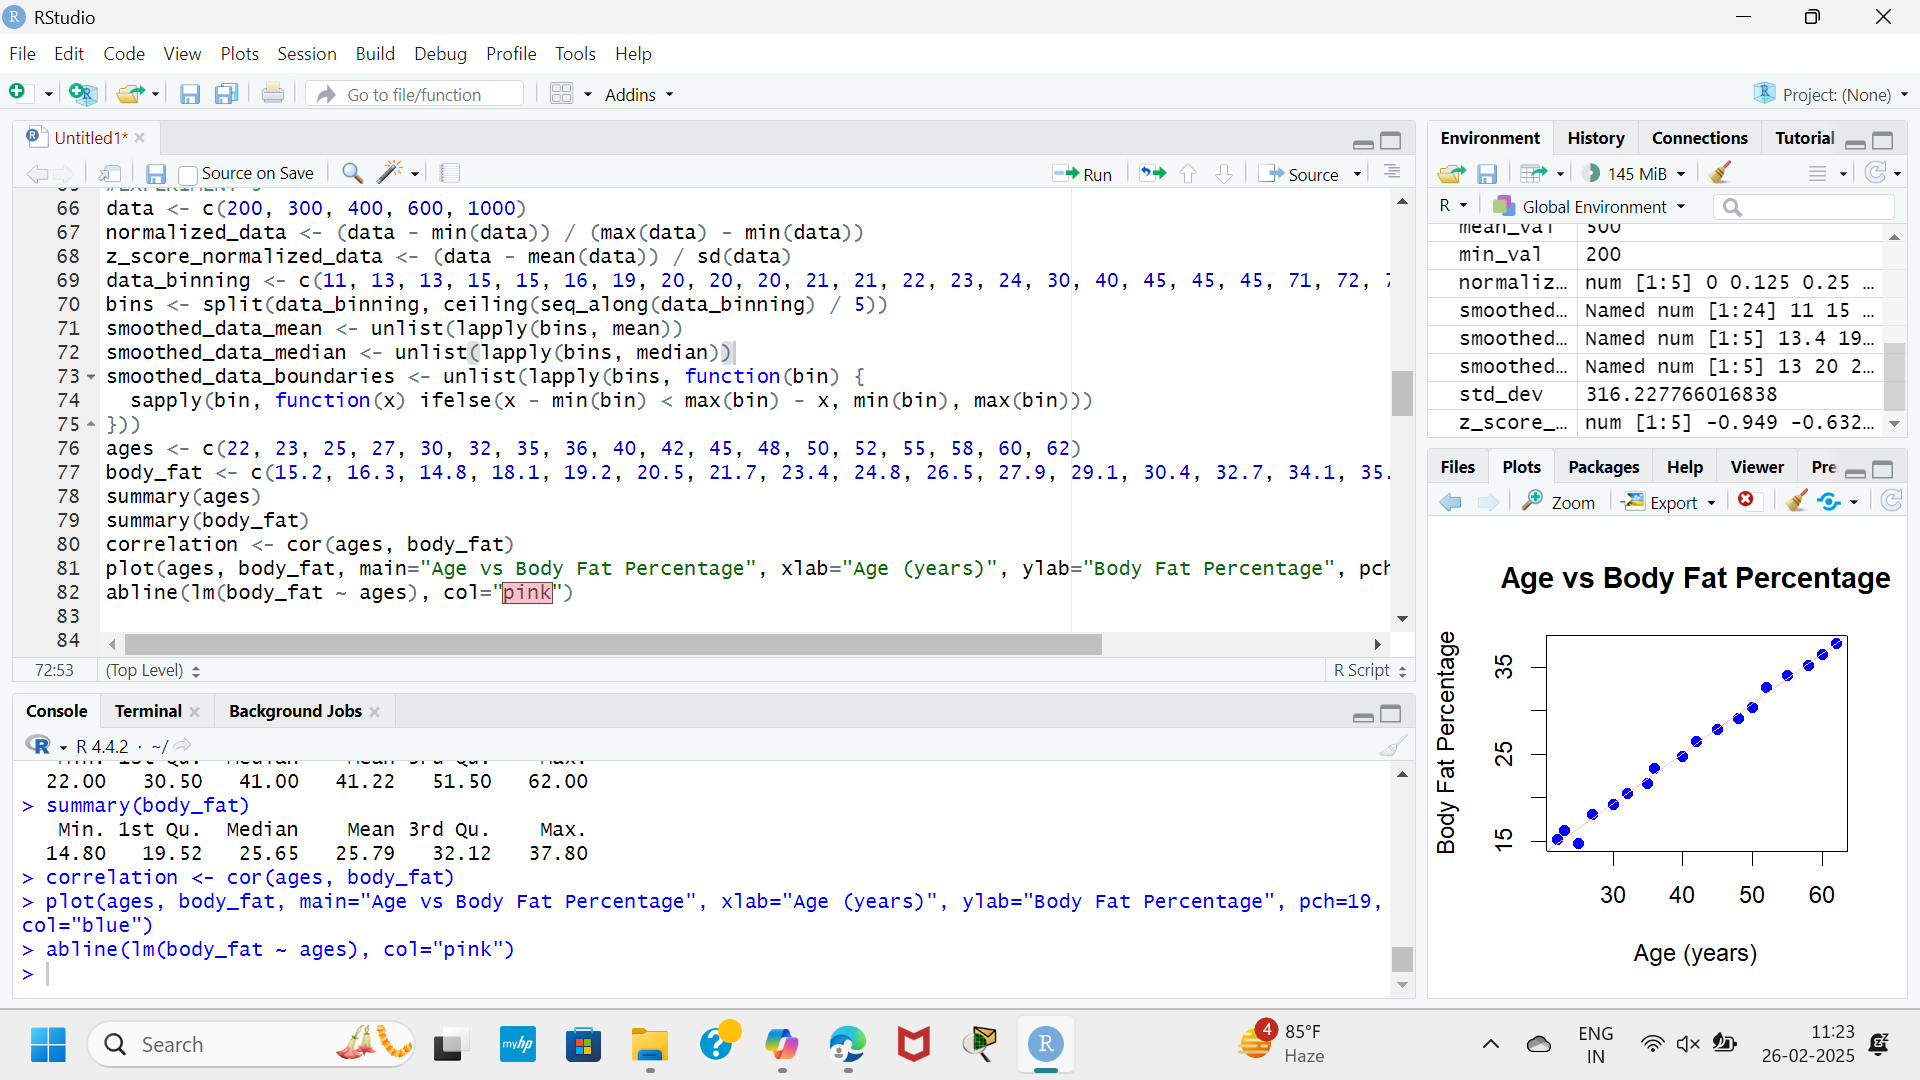 RStudio
File Edit Code View Plots Session Build Debug Profile Tools Help
Go to file/function Addins Project: (None)
Untitled1*
Source on Save Run Source
66 data <- c(200, 300, 400, 600, 1000)
67 normalized_data <- (data - min(data)) / (max(data) - min(data))
68 z_score_normalized_data <- (data - mean(data)) / sd(data)
69 data_binning <- c(11, 13, 13, 15, 15, 16, 19, 20, 20, 20, 21, 21, 22, 23, 24, 30, 40, 45, 45, 45, 71, 72,
70 bins <- split(data_binning, ceiling(seq_along(data_binning) / 5))
71 smoothed_data_mean <- unlist(lapply(bins, mean))
72 smoothed_data_median <- unlist(lapply(bins, median))
73 smoothed_data_boundaries <- unlist(lapply(bins, function(bin) {
74 sapply(bin, function(x) ifelse(x - min(bin) < max(bin) - x, min(bin), max(bin)))
75 }))
76 ages <- c(22, 23, 25, 27, 30, 32, 35, 36, 40, 42, 45, 48, 50, 52, 55, 58, 60, 62)
77 body_fat <- c(15.2, 16.3, 14.8, 18.1, 19.2, 20.5, 21.7, 23.4, 24.8, 26.5, 27.9, 29.1, 30.4, 32.7, 34.1, 35.
78 summary(ages)
79 summary(body_fat)
80 correlation <- cor(ages, body_fat)
81 plot(ages, body_fat, main="Age vs Body Fat Percentage", xlab="Age (years)", ylab="Body Fat Percentage", pch
82 abline(lm(body_fat ~ ages), col="pink")
83
84
72:53 (Top Level) R Script
Console Terminal Background Jobs
R 4.4.2 · ~/
22.00 30.50 41.00 41.22 51.50 62.00
> summary(body_fat)
Min. 1st Qu. Median Mean 3rd Qu. Max.
14.80 19.52 25.65 25.79 32.12 37.80
> correlation <- cor(ages, body_fat)
> plot(ages, body_fat, main="Age vs Body Fat Percentage", xlab="Age (years)", ylab="Body Fat Percentage", pch=19,
col="blue")
> abline(lm(body_fat ~ ages), col="pink")
>
Environment History Connections Tutorial
145 MiB
R Global Environment
mean_val 500
min_val 200
normaliz… num [1:5] 0 0.125 0.25 …
smoothed… Named num [1:24] 11 15 …
smoothed… Named num [1:5] 13.4 19…
smoothed… Named num [1:5] 13 20 2…
std_dev 316.227766016838
z_score_… num [1:5] -0.949 -0.632…
Files Plots Packages Help Viewer Pre
Zoom Export
Age vs Body Fat Percentage
Body Fat Percentage
35
25
15
30 40 50 60
Age (years)
Search
myhp
R
4
85°F
Haze
ENG
IN
11:23
26-02-2025